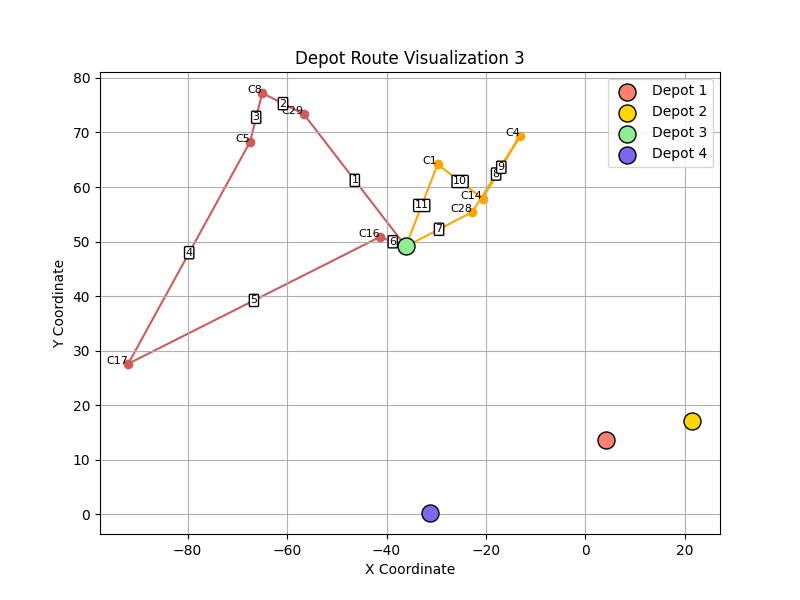 Depot Route Visualization 3
Depot 1
Depot 2
Depot 3
Depot 4
Y Coordinate
80
70
60
50
40
30
20
10
0
C8
C29
C5
C16
C17
C1
C4
C14
C28
1
2
3
4
5
6
7
8
9
10
11
−80
−60
−40
−20
0
20
X Coordinate